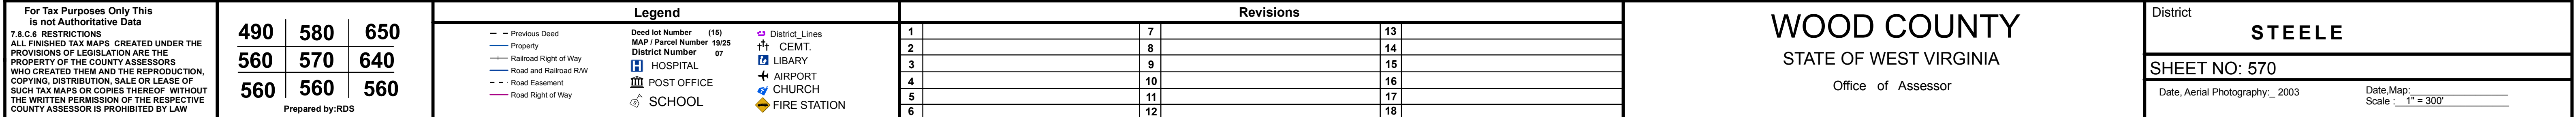 For Tax Purposes Only This
is not Authoritative Data
7.8.C.6 RESTRICTIONS
ALL FINISHED TAX MAPS CREATED UNDER THE
PROVISIONS OF LEGISLATION ARE THE
PROPERTY OF THE COUNTY ASSESSORS
WHO CREATED THEM AND THE REPRODUCTION,
COPYING, DISTRIBUTION, SALE OR LEASE OF
SUCH TAX MAPS OR COPIES THEREOF WITHOUT
THE WRITTEN PERMISSION OF THE RESPECTIVE
COUNTY ASSESSOR IS PROHIBITED BY LAW
490 580 650
560 570 640
560 560 560
Prepared by:RDS
Legend
Previous Deed
Property
Railroad Right of Way
Road and Railroad R/W
Road Easement
Road Right of Way
Deed lot Number (15)
MAP / Parcel Number 19/25
District Number 07
H HOSPITAL
POST OFFICE
SCHOOL
District_Lines
CEMT.
LIBARY
AIRPORT
CHURCH
FIRE STATION
Revisions
1 7 13
2 8 14
3 9 15
4 10 16
5 11 17
6 12 18
WOOD COUNTY
STATE OF WEST VIRGINIA
Office of Assessor
District
STEELE
SHEET NO: 570
Date, Aerial Photography:_ 2003
Date,Map:
Scale : 1" = 300'